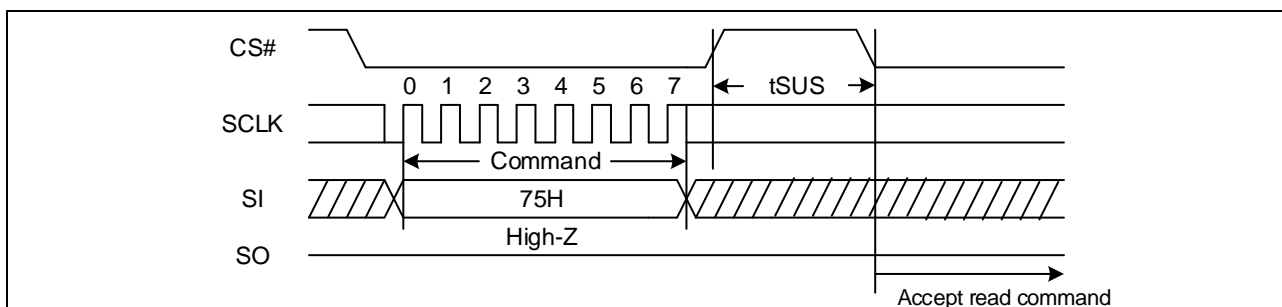 CS#
tSUS
0 1 2 3 4 5 6 7
SCLK
Command
SI
75H
High-Z
SO
Accept read command